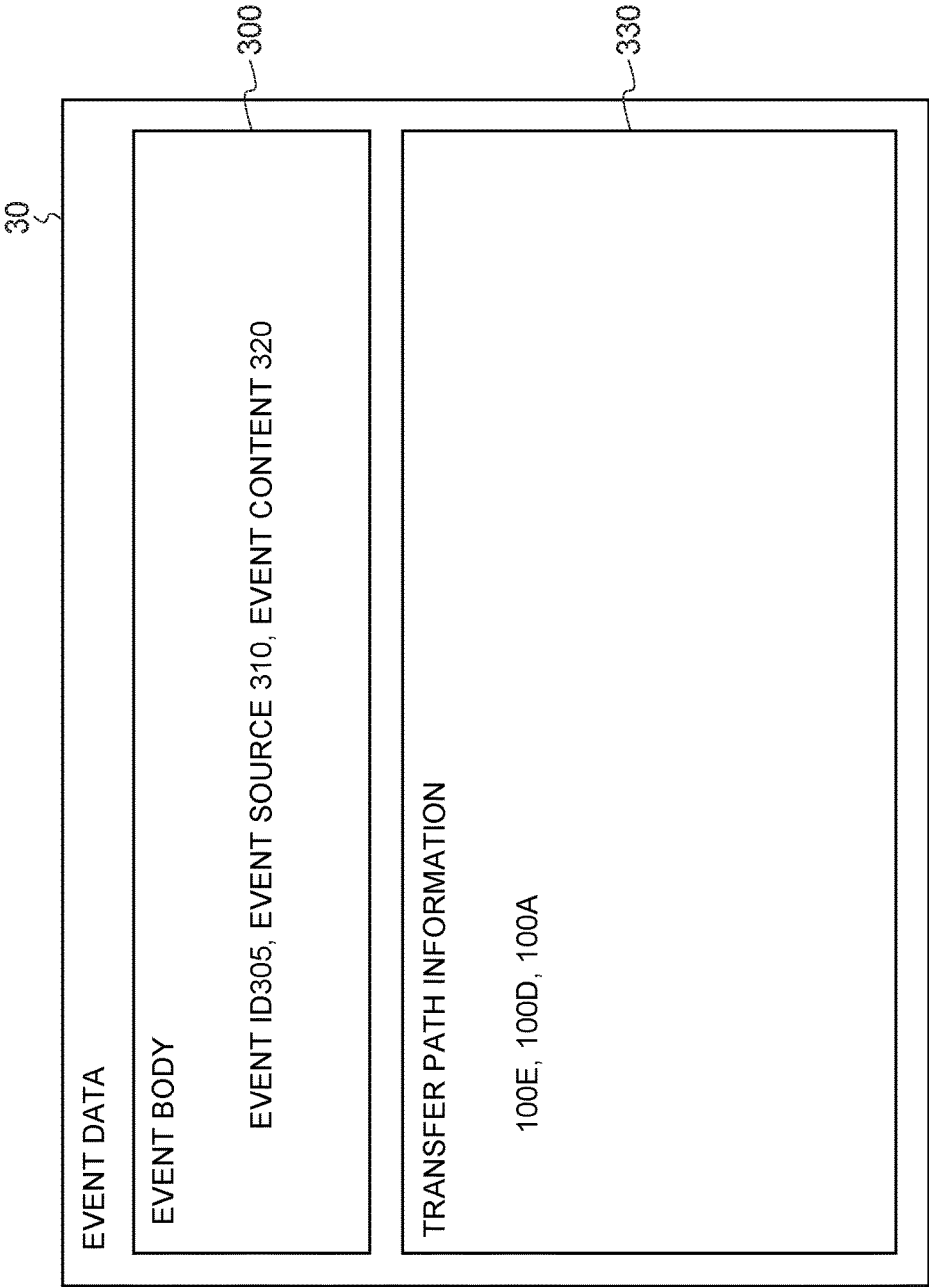 30
EVENT DATA
300
EVENT BODY
EVENT ID305, EVENT SOURCE 310, EVENT CONTENT 320
330
TRANSFER PATH INFORMATION
100E, 100D, 100A